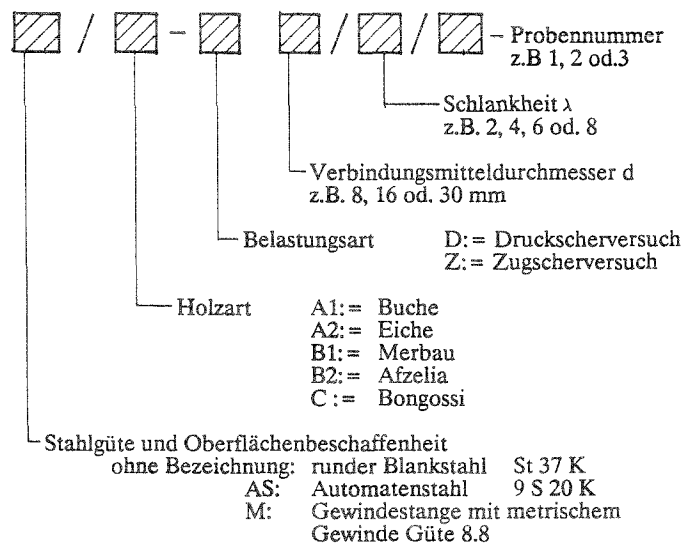 / - / / - Probennummer
z.B 1, 2 od.3
Schlankheit λ
z.B. 2, 4, 6 od. 8
Verbindungsmitteldurchmesser d
z.B. 8, 16 od. 30 mm
Belastungsart D:= Druckscherversuch
Z:= Zugscherversuch
Holzart A1:= Buche
A2:= Eiche
B1:= Merbau
B2:= Afzelia
C := Bongossi
Stahlgüte und Oberflächenbeschaffenheit
ohne Bezeichnung: runder Blankstahl St 37 K
AS: Automatenstahl 9 S 20 K
M: Gewindestange mit metrischem
Gewinde Güte 8.8